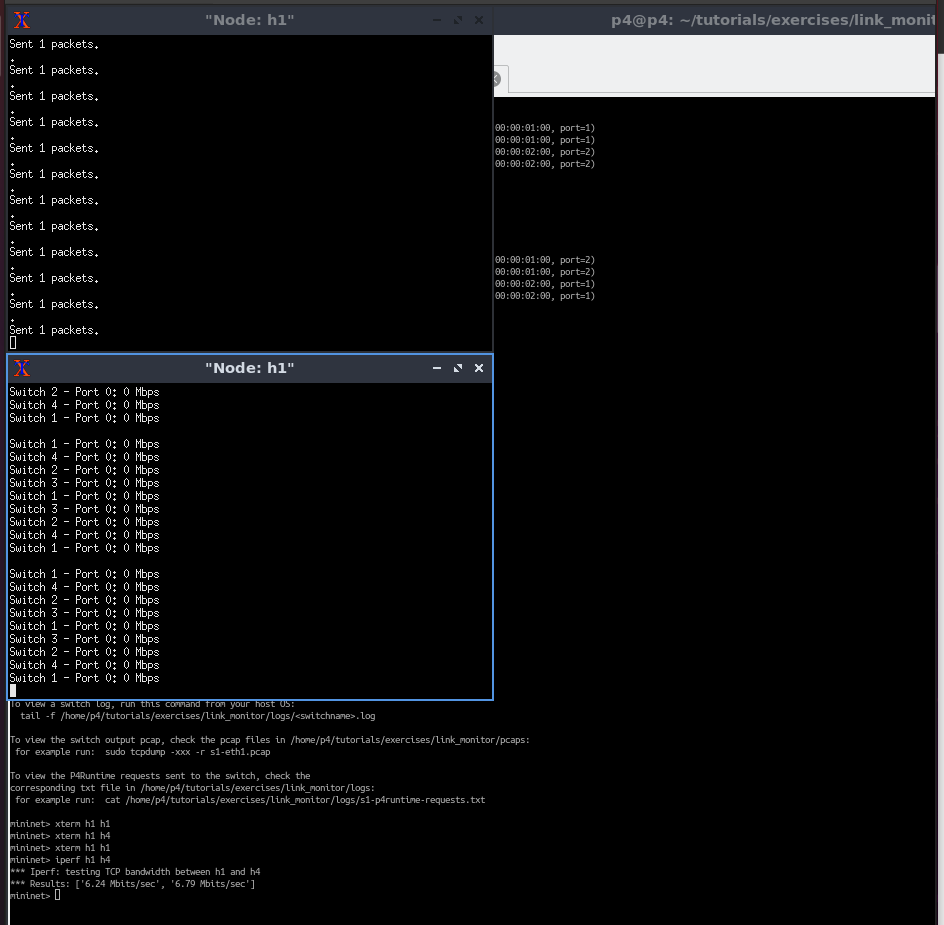 "Node: h1"
p4@p4: ~/tutorials/exercises/link_monit
Sent 1 packets.
.
Sent 1 packets.
.
Sent 1 packets.
.
Sent 1 packets.
.
Sent 1 packets.
.
Sent 1 packets.
.
Sent 1 packets.
.
Sent 1 packets.
.
Sent 1 packets.
.
Sent 1 packets.
.
Sent 1 packets.
.
Sent 1 packets.
00:00:01:00, port=1)
00:00:01:00, port=1)
00:00:02:00, port=2)
00:00:02:00, port=2)
00:00:01:00, port=2)
00:00:01:00, port=2)
00:00:02:00, port=1)
00:00:02:00, port=1)
"Node: h1"
Switch 2 - Port 0: 0 Mbps
Switch 4 - Port 0: 0 Mbps
Switch 1 - Port 0: 0 Mbps
Switch 1 - Port 0: 0 Mbps
Switch 4 - Port 0: 0 Mbps
Switch 2 - Port 0: 0 Mbps
Switch 3 - Port 0: 0 Mbps
Switch 1 - Port 0: 0 Mbps
Switch 3 - Port 0: 0 Mbps
Switch 2 - Port 0: 0 Mbps
Switch 4 - Port 0: 0 Mbps
Switch 1 - Port 0: 0 Mbps
Switch 1 - Port 0: 0 Mbps
Switch 4 - Port 0: 0 Mbps
Switch 2 - Port 0: 0 Mbps
Switch 3 - Port 0: 0 Mbps
Switch 1 - Port 0: 0 Mbps
Switch 3 - Port 0: 0 Mbps
Switch 2 - Port 0: 0 Mbps
Switch 4 - Port 0: 0 Mbps
Switch 1 - Port 0: 0 Mbps
To view a switch log, run this command from your host OS:
tail -f /home/p4/tutorials/exercises/link_monitor/logs/<switchname>.log
To view the switch output pcap, check the pcap files in /home/p4/tutorials/exercises/link_monitor/pcaps:
for example run:  sudo tcpdump -xxx -r s1-eth1.pcap
To view the P4Runtime requests sent to the switch, check the
corresponding txt file in /home/p4/tutorials/exercises/link_monitor/logs:
for example run:  cat /home/p4/tutorials/exercises/link_monitor/logs/s1-p4runtime-requests.txt
mininet> xterm h1 h1
mininet> xterm h1 h4
mininet> xterm h1 h1
mininet> iperf h1 h4
*** Iperf: testing TCP bandwidth between h1 and h4
*** Results: ['6.24 Mbits/sec', '6.79 Mbits/sec']
mininet>